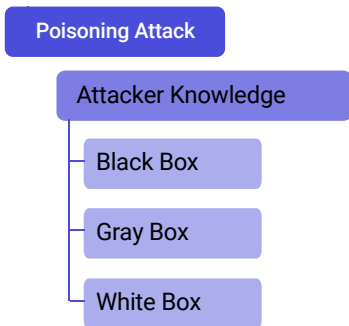 Poisoning Attack
Attacker Knowledge
Black Box
Gray Box
White Box